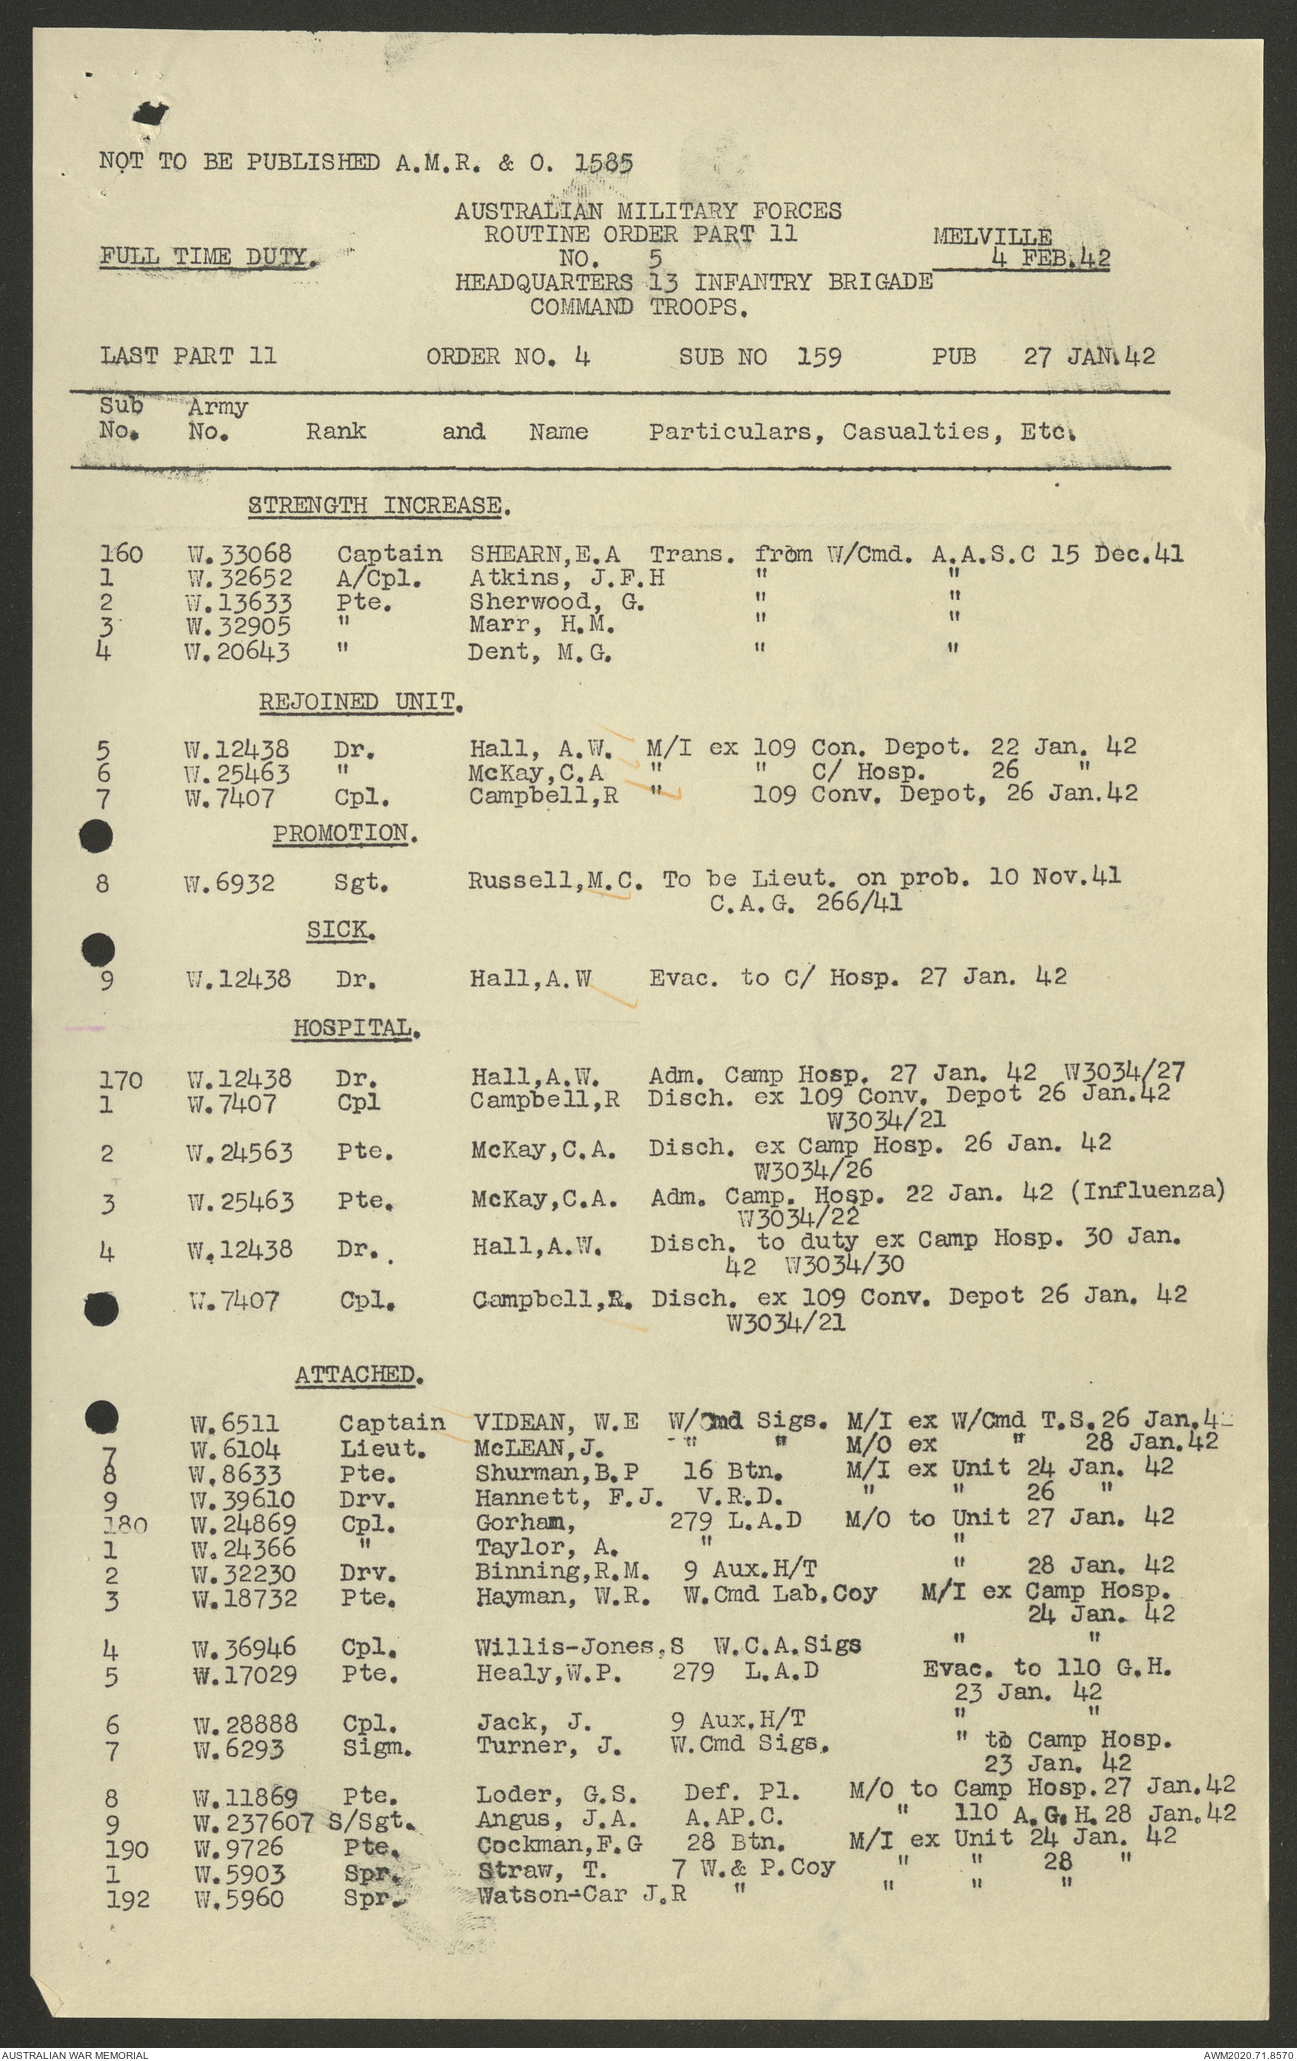 NOT TO BE PUBLISHED A.M.R. & O. 1585
AUSTRALIAN MILITARY FORCES
ROUTINE ORDER PART 11 MELVILLE
FULL TIME DUTY. NO. 5 4 FEB.42
HEADQUARTERS 13 INFANTRY BRIGADE
COMMAND TROOPS.
LAST PART 11 ORDER NO. 4 SUB NO 159 PUB 27 JAN.42
Sub Army
No. No. Rank and Name Particulars, Casualties, Etc.
STRENGTH INCREASE.
160 W.33068 Captain SHEARN,E.A Trans. from W/Cmd. A.A.S.C 15 Dec.41
1 W.32652 A/Cpl. Atkins, J.F.H " "
2 W.13633 Pte. Sherwood, G. " "
3 W.32905 " Marr, H.M. " "
4 W.20643 " Dent, M.G. " "
REJOINED UNIT.
5 W.12438 Dr. Hall, A.W. M/I ex 109 Con. Depot. 22 Jan. 42
6 W.25463 " McKay,C.A " " C/ Hosp. 26 "
7 W.7407 Cpl. Campbell,R " 109 Conv. Depot, 26 Jan.42
PROMOTION.
8 W.6932 Sgt. Russell,M.C. To be Lieut. on prob. 10 Nov.41
C.A.G. 266/41
SICK.
9 W.12438 Dr. Hall,A.W Evac. to C/ Hosp. 27 Jan. 42
HOSPITAL.
170 W.12438 Dr. Hall,A.W. Adm. Camp Hosp. 27 Jan. 42 W3034/27
1 W.7407 Cpl Campbell,R Disch. ex 109 Conv. Depot 26 Jan.42
W3034/21
2 W.24563 Pte. McKay,C.A. Disch. ex Camp Hosp. 26 Jan. 42
W3034/26
3 W.25463 Pte. McKay,C.A. Adm. Camp. Hosp. 22 Jan. 42 (Influenza)
W3034/22
4 W.12438 Dr. Hall,A.W. Disch. to duty ex Camp Hosp. 30 Jan.
42 W3034/30
W.7407 Cpl. Campbell,R. Disch. ex 109 Conv. Depot 26 Jan. 42
W3034/21
ATTACHED.
W.6511 Captain VIDEAN, W.E W/Cmd Sigs. M/I ex W/Cmd T.S.26 Jan.42
7 W.6104 Lieut. McLEAN,J. " " M/O ex " 28 Jan.42
8 W.8633 Pte. Shurman,B.P 16 Btn. M/I ex Unit 24 Jan. 42
9 W.39610 Drv. Hannett, F.J. V.R.D. " " 26 "
180 W.24869 Cpl. Gorham, 279 L.A.D M/O to Unit 27 Jan. 42
1 W.24366 " Taylor, A. " "
2 W.32230 Drv. Binning,R.M. 9 Aux.H/T " 28 Jan. 42
3 W.18732 Pte. Hayman, W.R. W.Cmd Lab.Coy M/I ex Camp Hosp.
24 Jan. 42
4 W.36946 Cpl. Willis-Jones,S W.C.A.Sigs " "
5 W.17029 Pte. Healy,W.P. 279 L.A.D Evac. to 110 G.H.
23 Jan. 42
6 W.28888 Cpl. Jack, J. 9 Aux.H/T " "
7 W.6293 Sigm. Turner, J. W.Cmd Sigs. " to Camp Hosp.
23 Jan. 42
8 W.11869 Pte. Loder, G.S. Def. Pl. M/O to Camp Hosp.27 Jan.42
9 W.237607 S/Sgt. Angus, J.A. A.AP.C. " 110 A.G.H.28 Jan.42
190 W.9726 Pte. Cockman,F.G 28 Btn. M/I ex Unit 24 Jan. 42
1 W.5903 Spr. Straw, T. 7 W.& P.Coy " " 28 "
192 W.5960 Spr. Watson-Car J.R " " " "
AUSTRALIAN WAR MEMORIAL AWM2020.71.8570